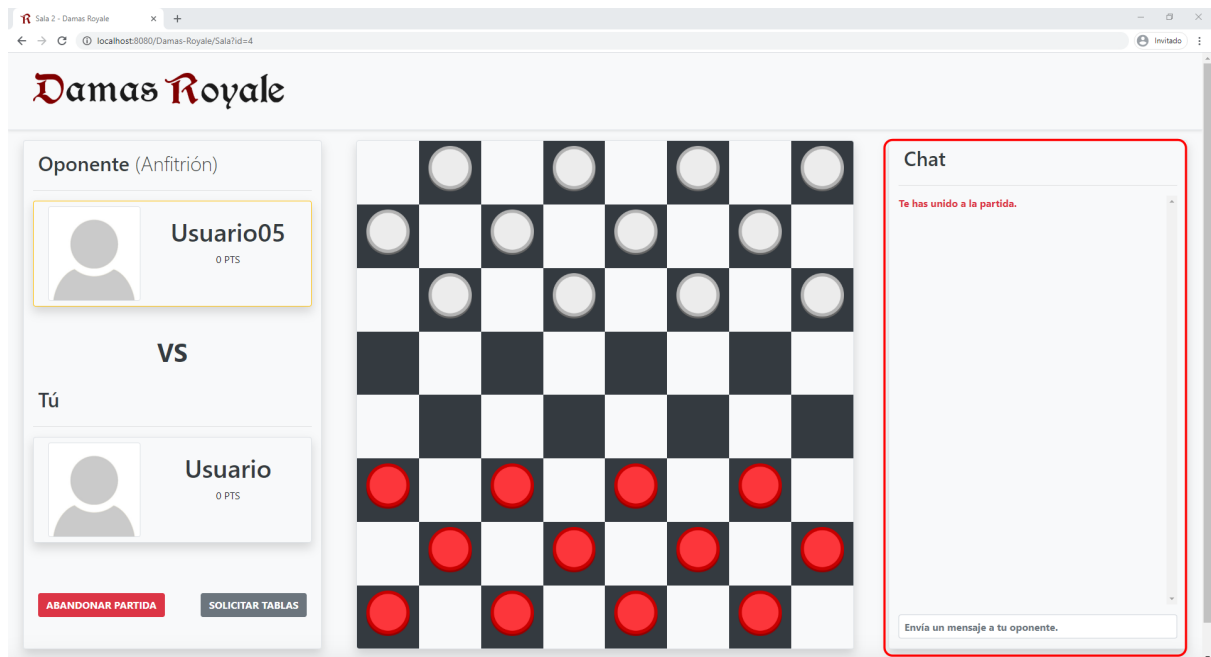 Sala 2 - Damas Royale
localhost:8080/Damas-Royale/Sala?id=4
Invitado
Damas Royale
Oponente (Anfitrión)
Usuario05
0 PTS
VS
Tú
Usuario
0 PTS
ABANDONAR PARTIDA
SOLICITAR TABLAS
Chat
Te has unido a la partida.
Envía un mensaje a tu oponente.